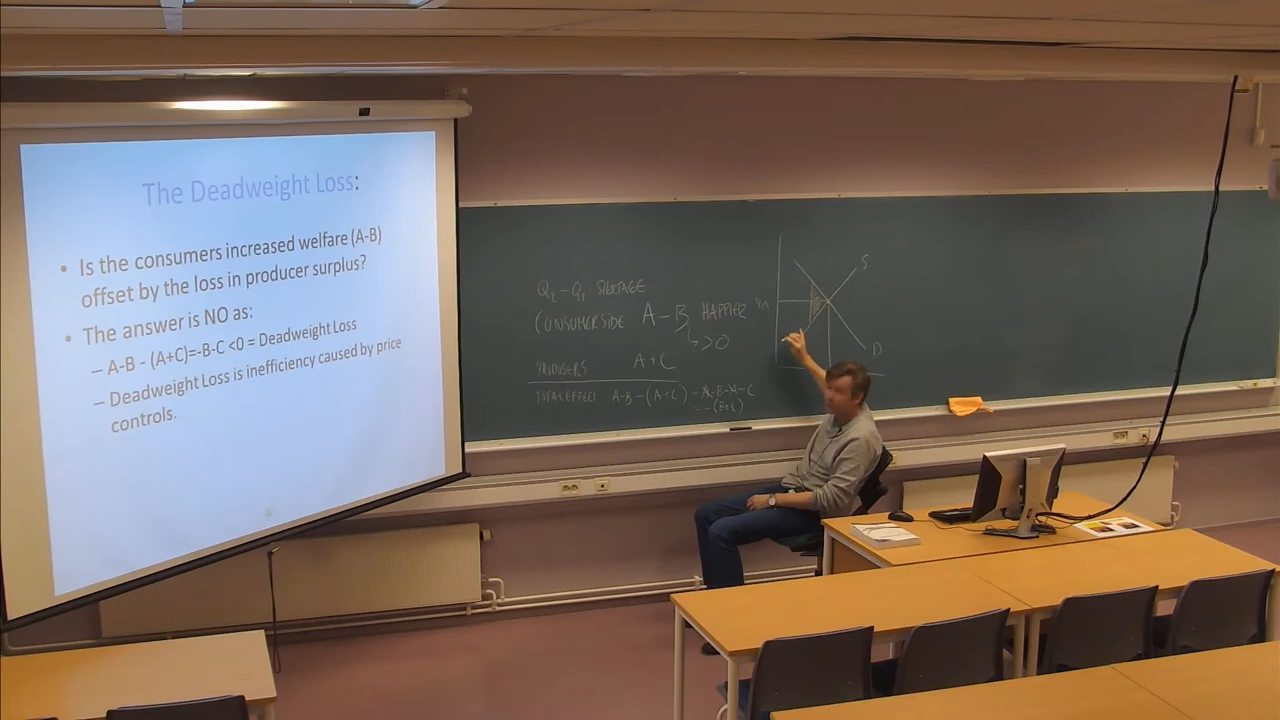 The Deadweight Loss:
• Is the consumers increased welfare (A-B)
offset by the loss in producer surplus?
• The answer is NO as:
– A-B - (A+C)=-B-C <0 = Deadweight Loss
– Deadweight Loss is inefficiency caused by price
controls.
Q2 - Q1 SHORTAGE
CONSUMER SIDE A-B HAPPIER
>0
PRODUSERS A+C
TOTAL EFFECT A-B-(A+C) = A-B-A-C
= -(B+C)
S
D